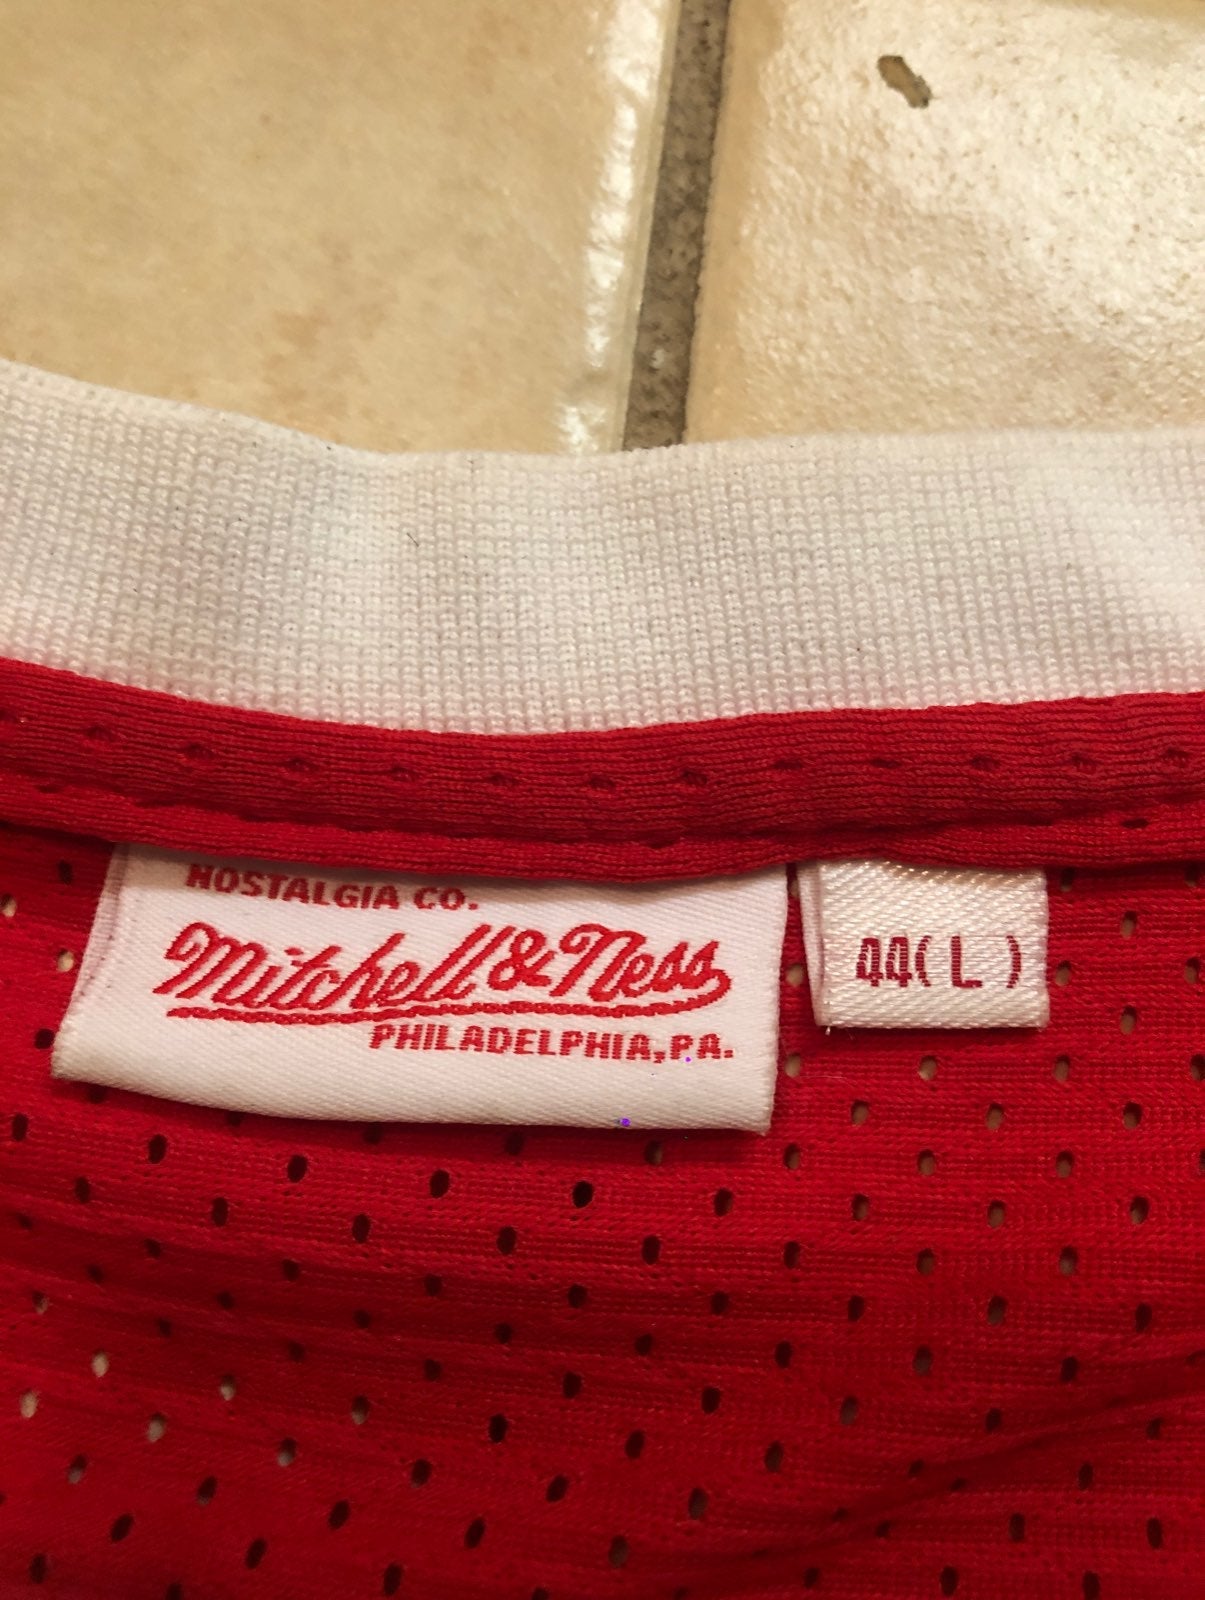 NOSTALGIA CO.
Mitchell & Ness
PHILADELPHIA, PA.
44( L )